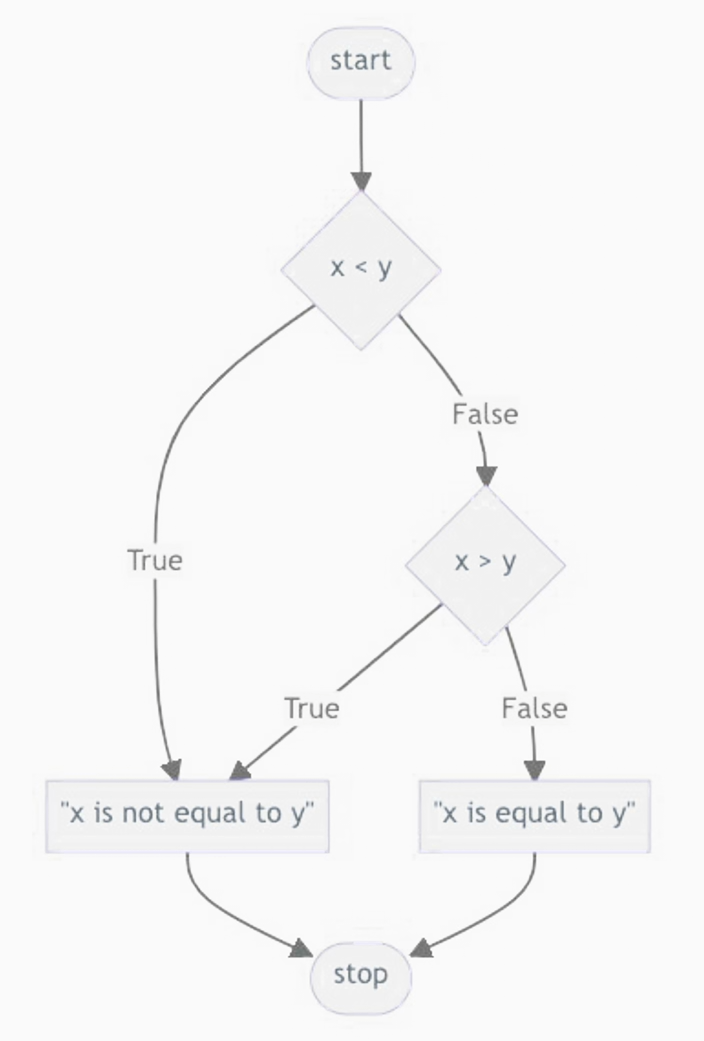 start
x < y
False
True
x > y
True
False
"x is not equal to y"
"x is equal to y"
stop